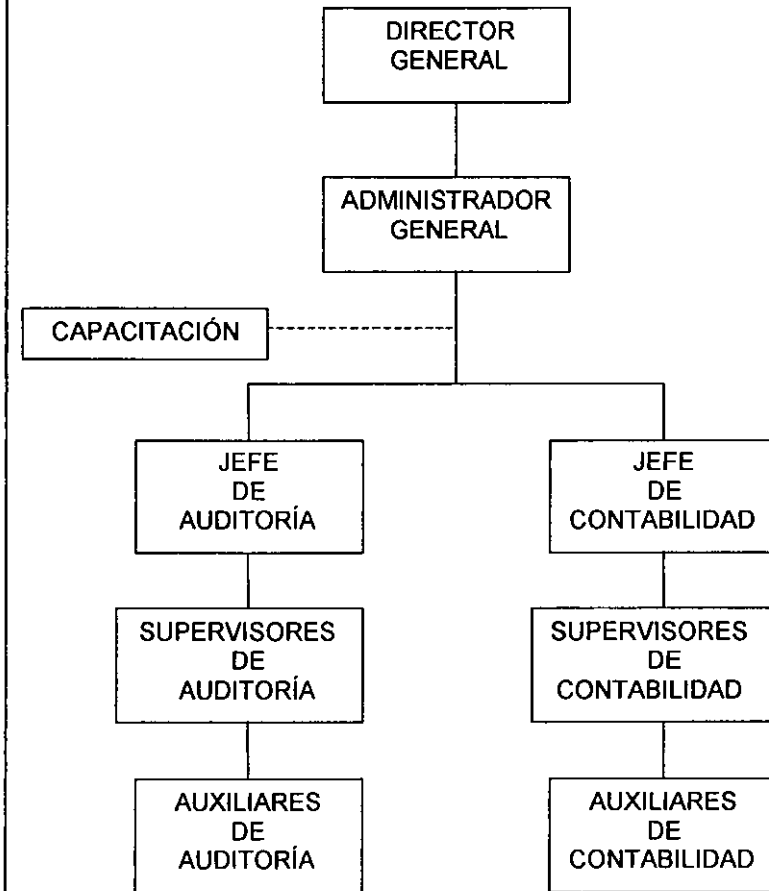 DIRECTOR
GENERAL
ADMINISTRADOR
GENERAL
CAPACITACIÓN
JEFE
DE
AUDITORÍA
JEFE
DE
CONTABILIDAD
SUPERVISORES
DE
AUDITORÍA
SUPERVISORES
DE
CONTABILIDAD
AUXILIARES
DE
AUDITORÍA
AUXILIARES
DE
CONTABILIDAD